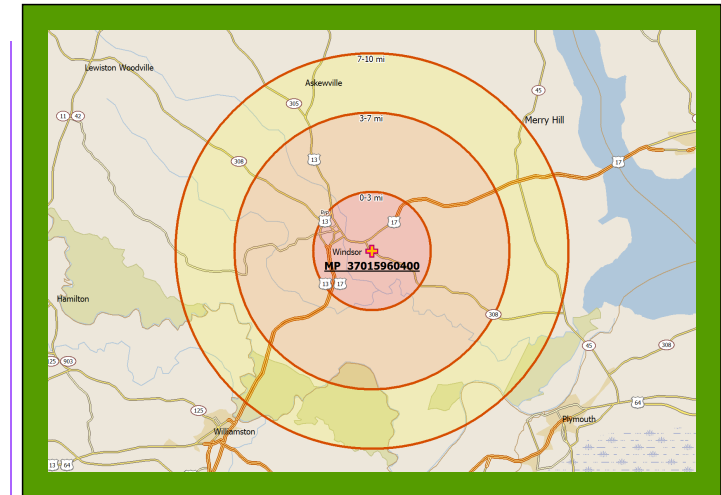 7-10 mi
Lewiston Woodville
Askewville
45
305
11 42
3-7 mi
Merry Hill
13
308
17
0-3 mi
13
17
Windsor
MP_37015960400
13 17
Hamilton
308
45
308
125 903
64
125
Plymouth
Williamston
13 64